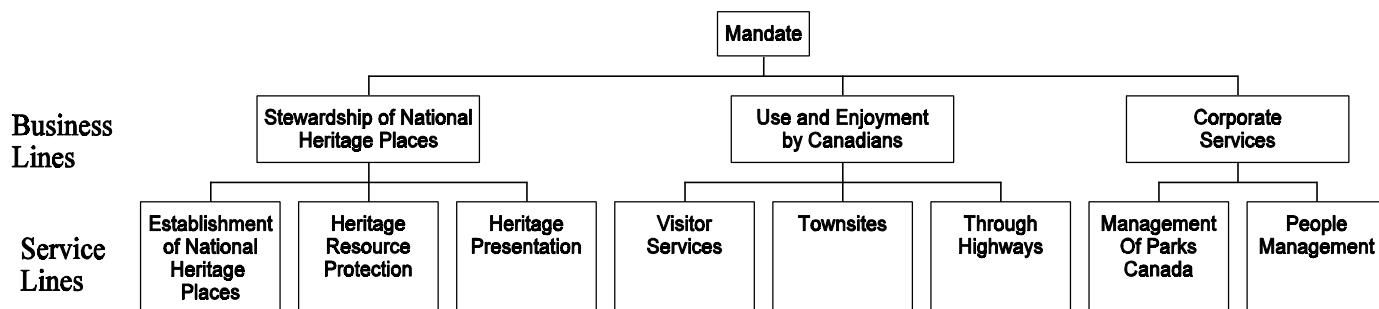 Mandate
Business
Lines
Stewardship of National
Heritage Places
Use and Enjoyment
by Canadians
Corporate
Services
Service
Lines
Establishment
of National
Heritage
Places
Heritage
Resource
Protection
Heritage
Presentation
Visitor
Services
Townsites
Through
Highways
Management
Of Parks
Canada
People
Management